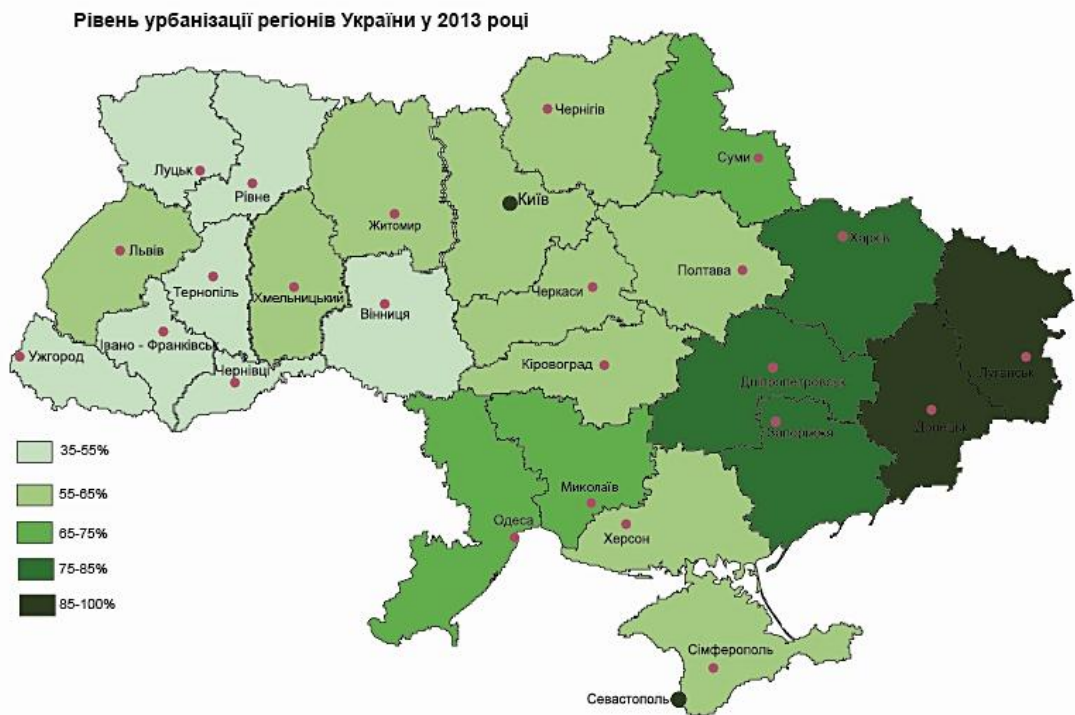 Рівень урбанізації регіонів України у 2013 році
Чернігів
Суми
Луцьк
Рівне
Київ
Житомир
Харків
Львів
Полтава
Тернопіль
Хмельницький
Черкаси
Вінниця
Івано - Франківськ
Ужгород
Чернівці
Кіровоград
Луганськ
Дніпропетровськ
Донецьк
Запоріжжя
35-55%
55-65%
65-75%
75-85%
85-100%
Миколаїв
Одеса
Херсон
Сімферополь
Севастополь